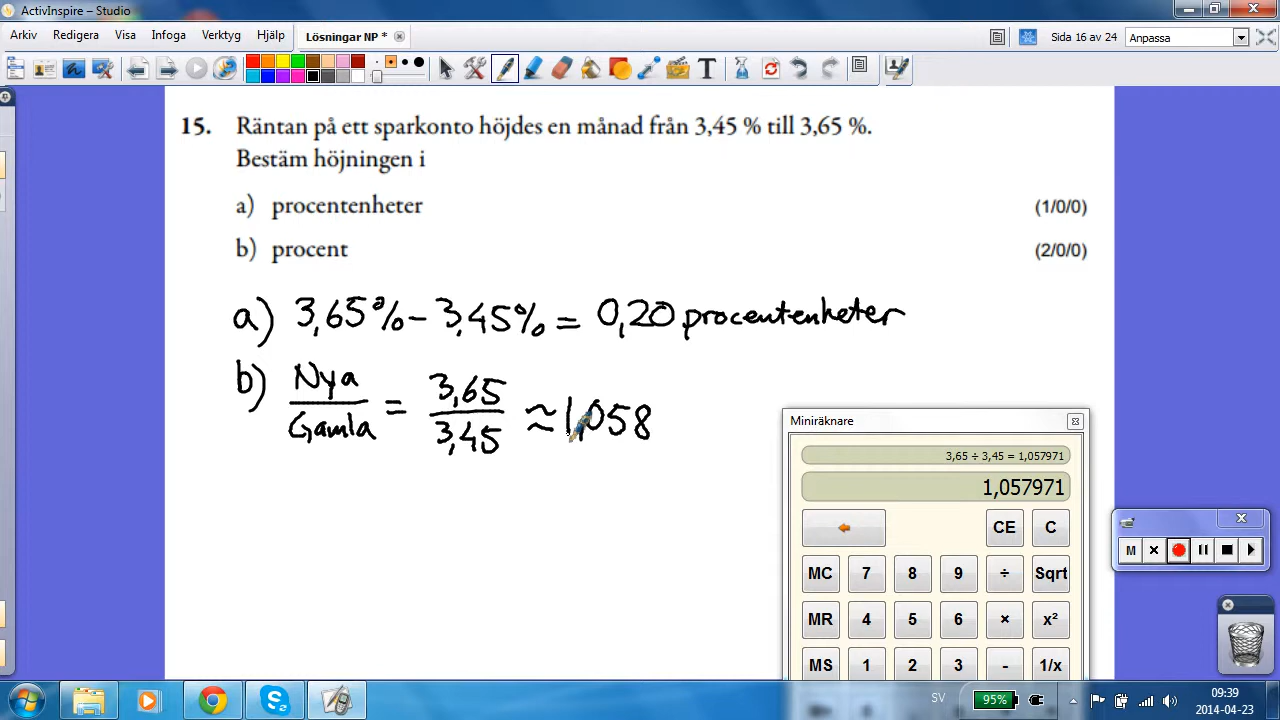 ActivInspire – Studio
Arkiv Redigera Visa Infoga Verktyg Hjälp Lösningar NP * Sida 16 av 24 Anpassa
15. Räntan på ett sparkonto höjdes en månad från 3,45 % till 3,65 %.
Bestäm höjningen i
a) procentenheter (1/0/0)
b) procent (2/0/0)
a) 3,65% - 3,45% = 0,20 procentenheter
b) Nya/Gamla = 3,65/3,45 ≈ 1,058
Miniräknare
3,65 ÷ 3,45 = 1,057971
1,057971
CE C
MC 7 8 9 ÷ Sqrt
MR 4 5 6 × x²
MS 1 2 3 - 1/x
M
SV 95% 09:39
2014-04-23